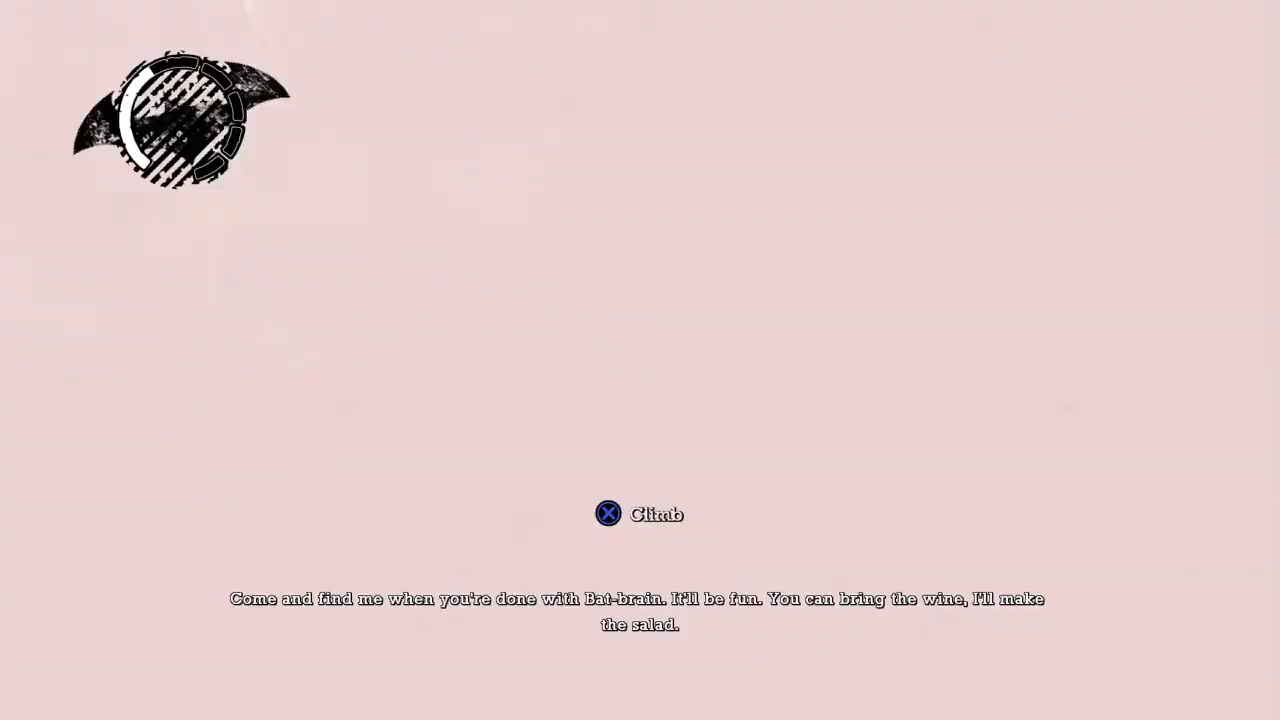 Climb
Come and find me when you're done with Bat-brain. It'll be fun. You can bring the wine, I'll make
the salad.